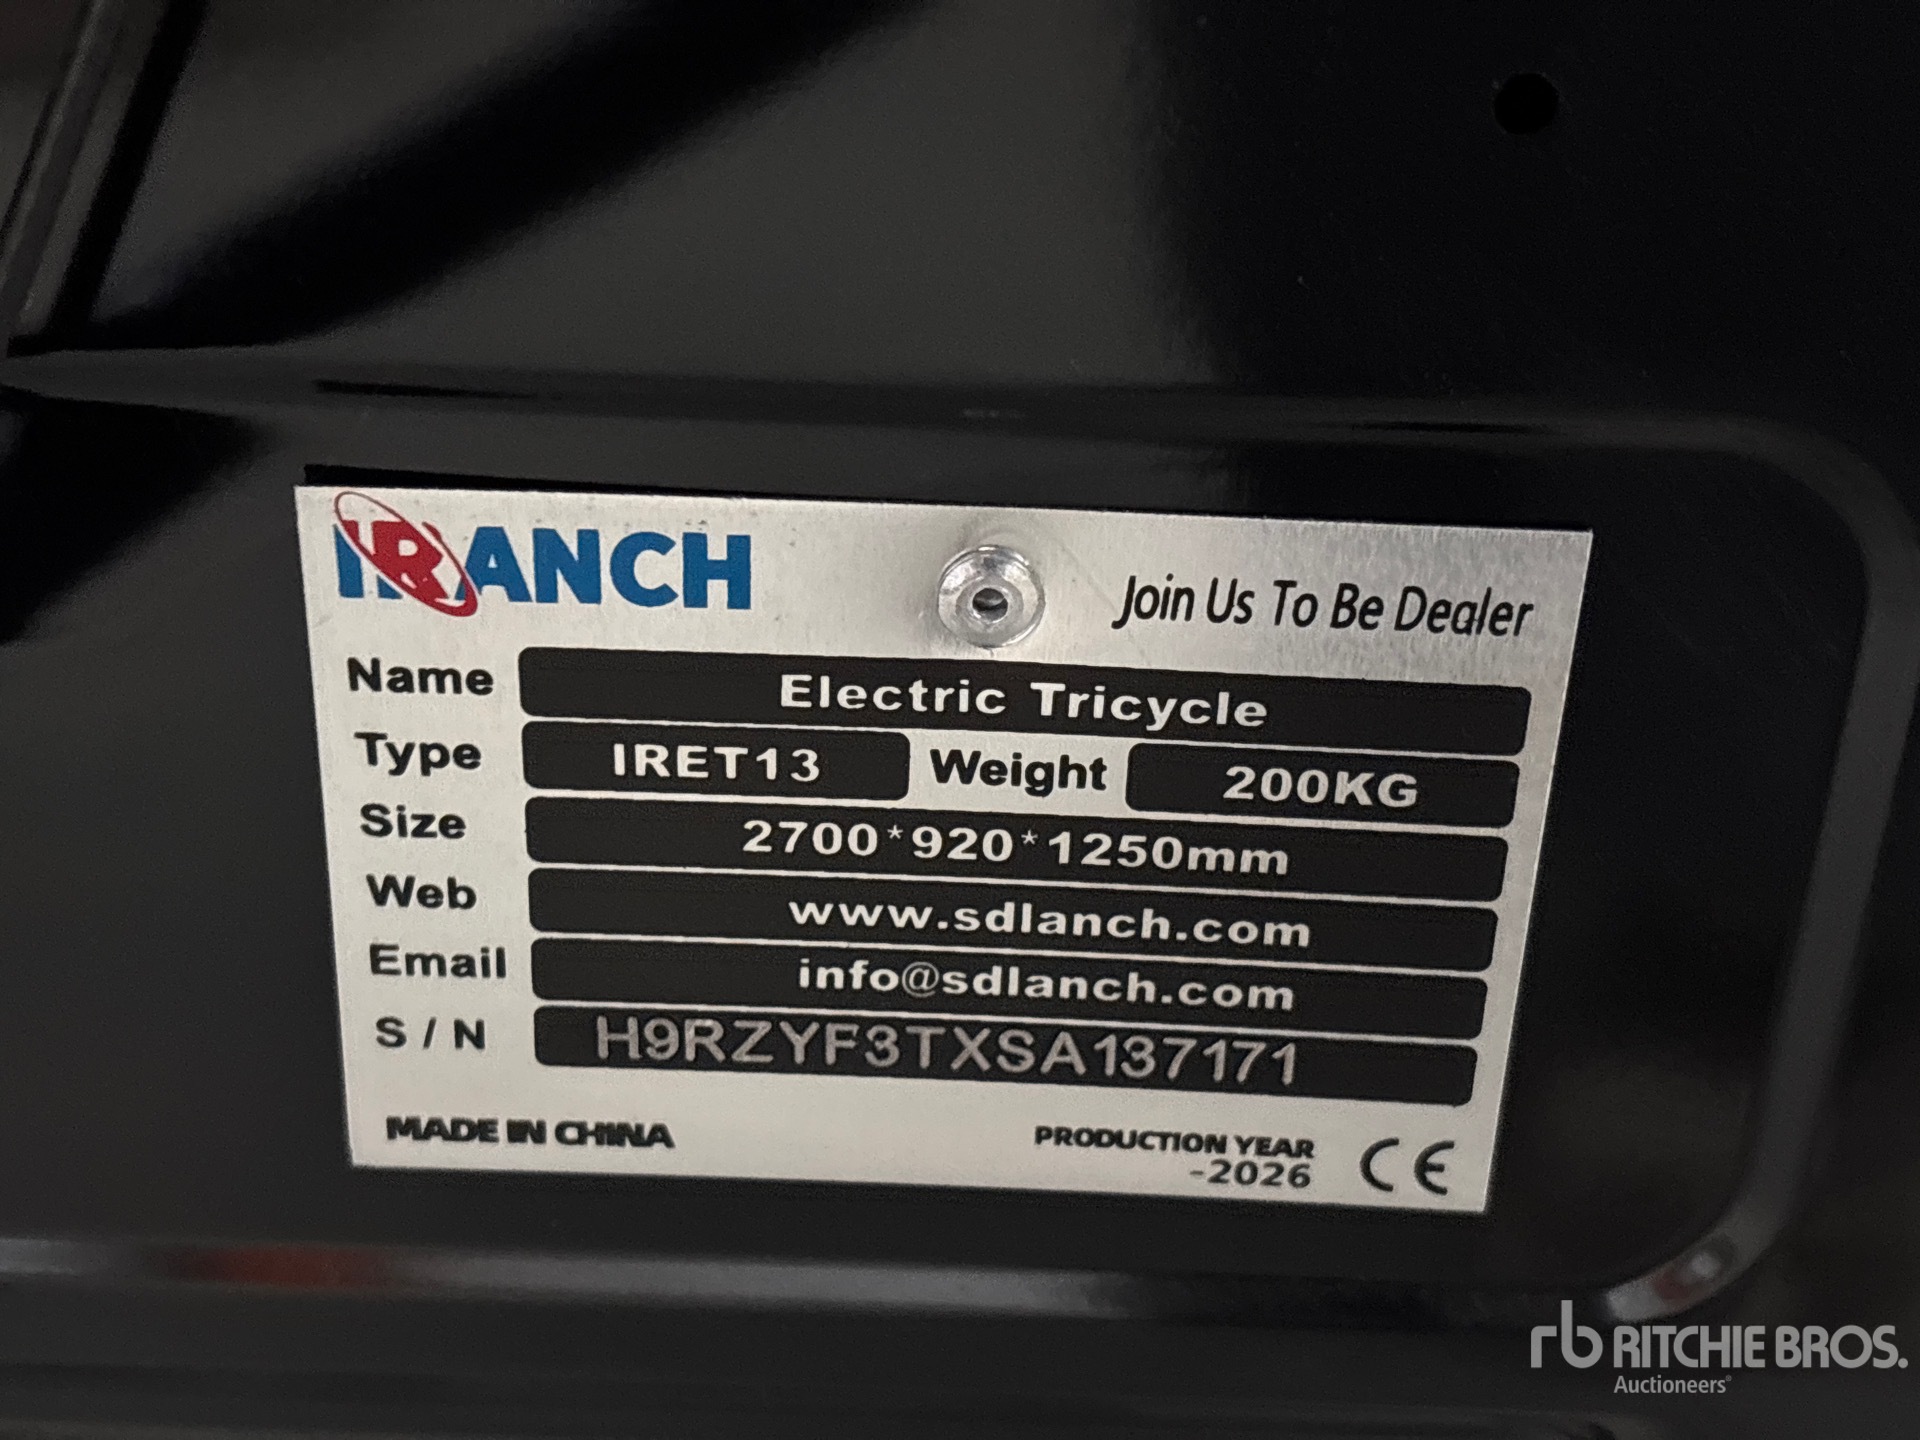 IRANCH
Join Us To Be Dealer
Name Electric Tricycle
Type IRET13 Weight 200KG
Size 2700*920*1250mm
Web www.sdlanch.com
Email info@sdlanch.com
S / N H9RZYF3TXSA137171
MADE IN CHINA
PRODUCTION YEAR
-2026
CE
rb RITCHIE BROS.
Auctioneers®